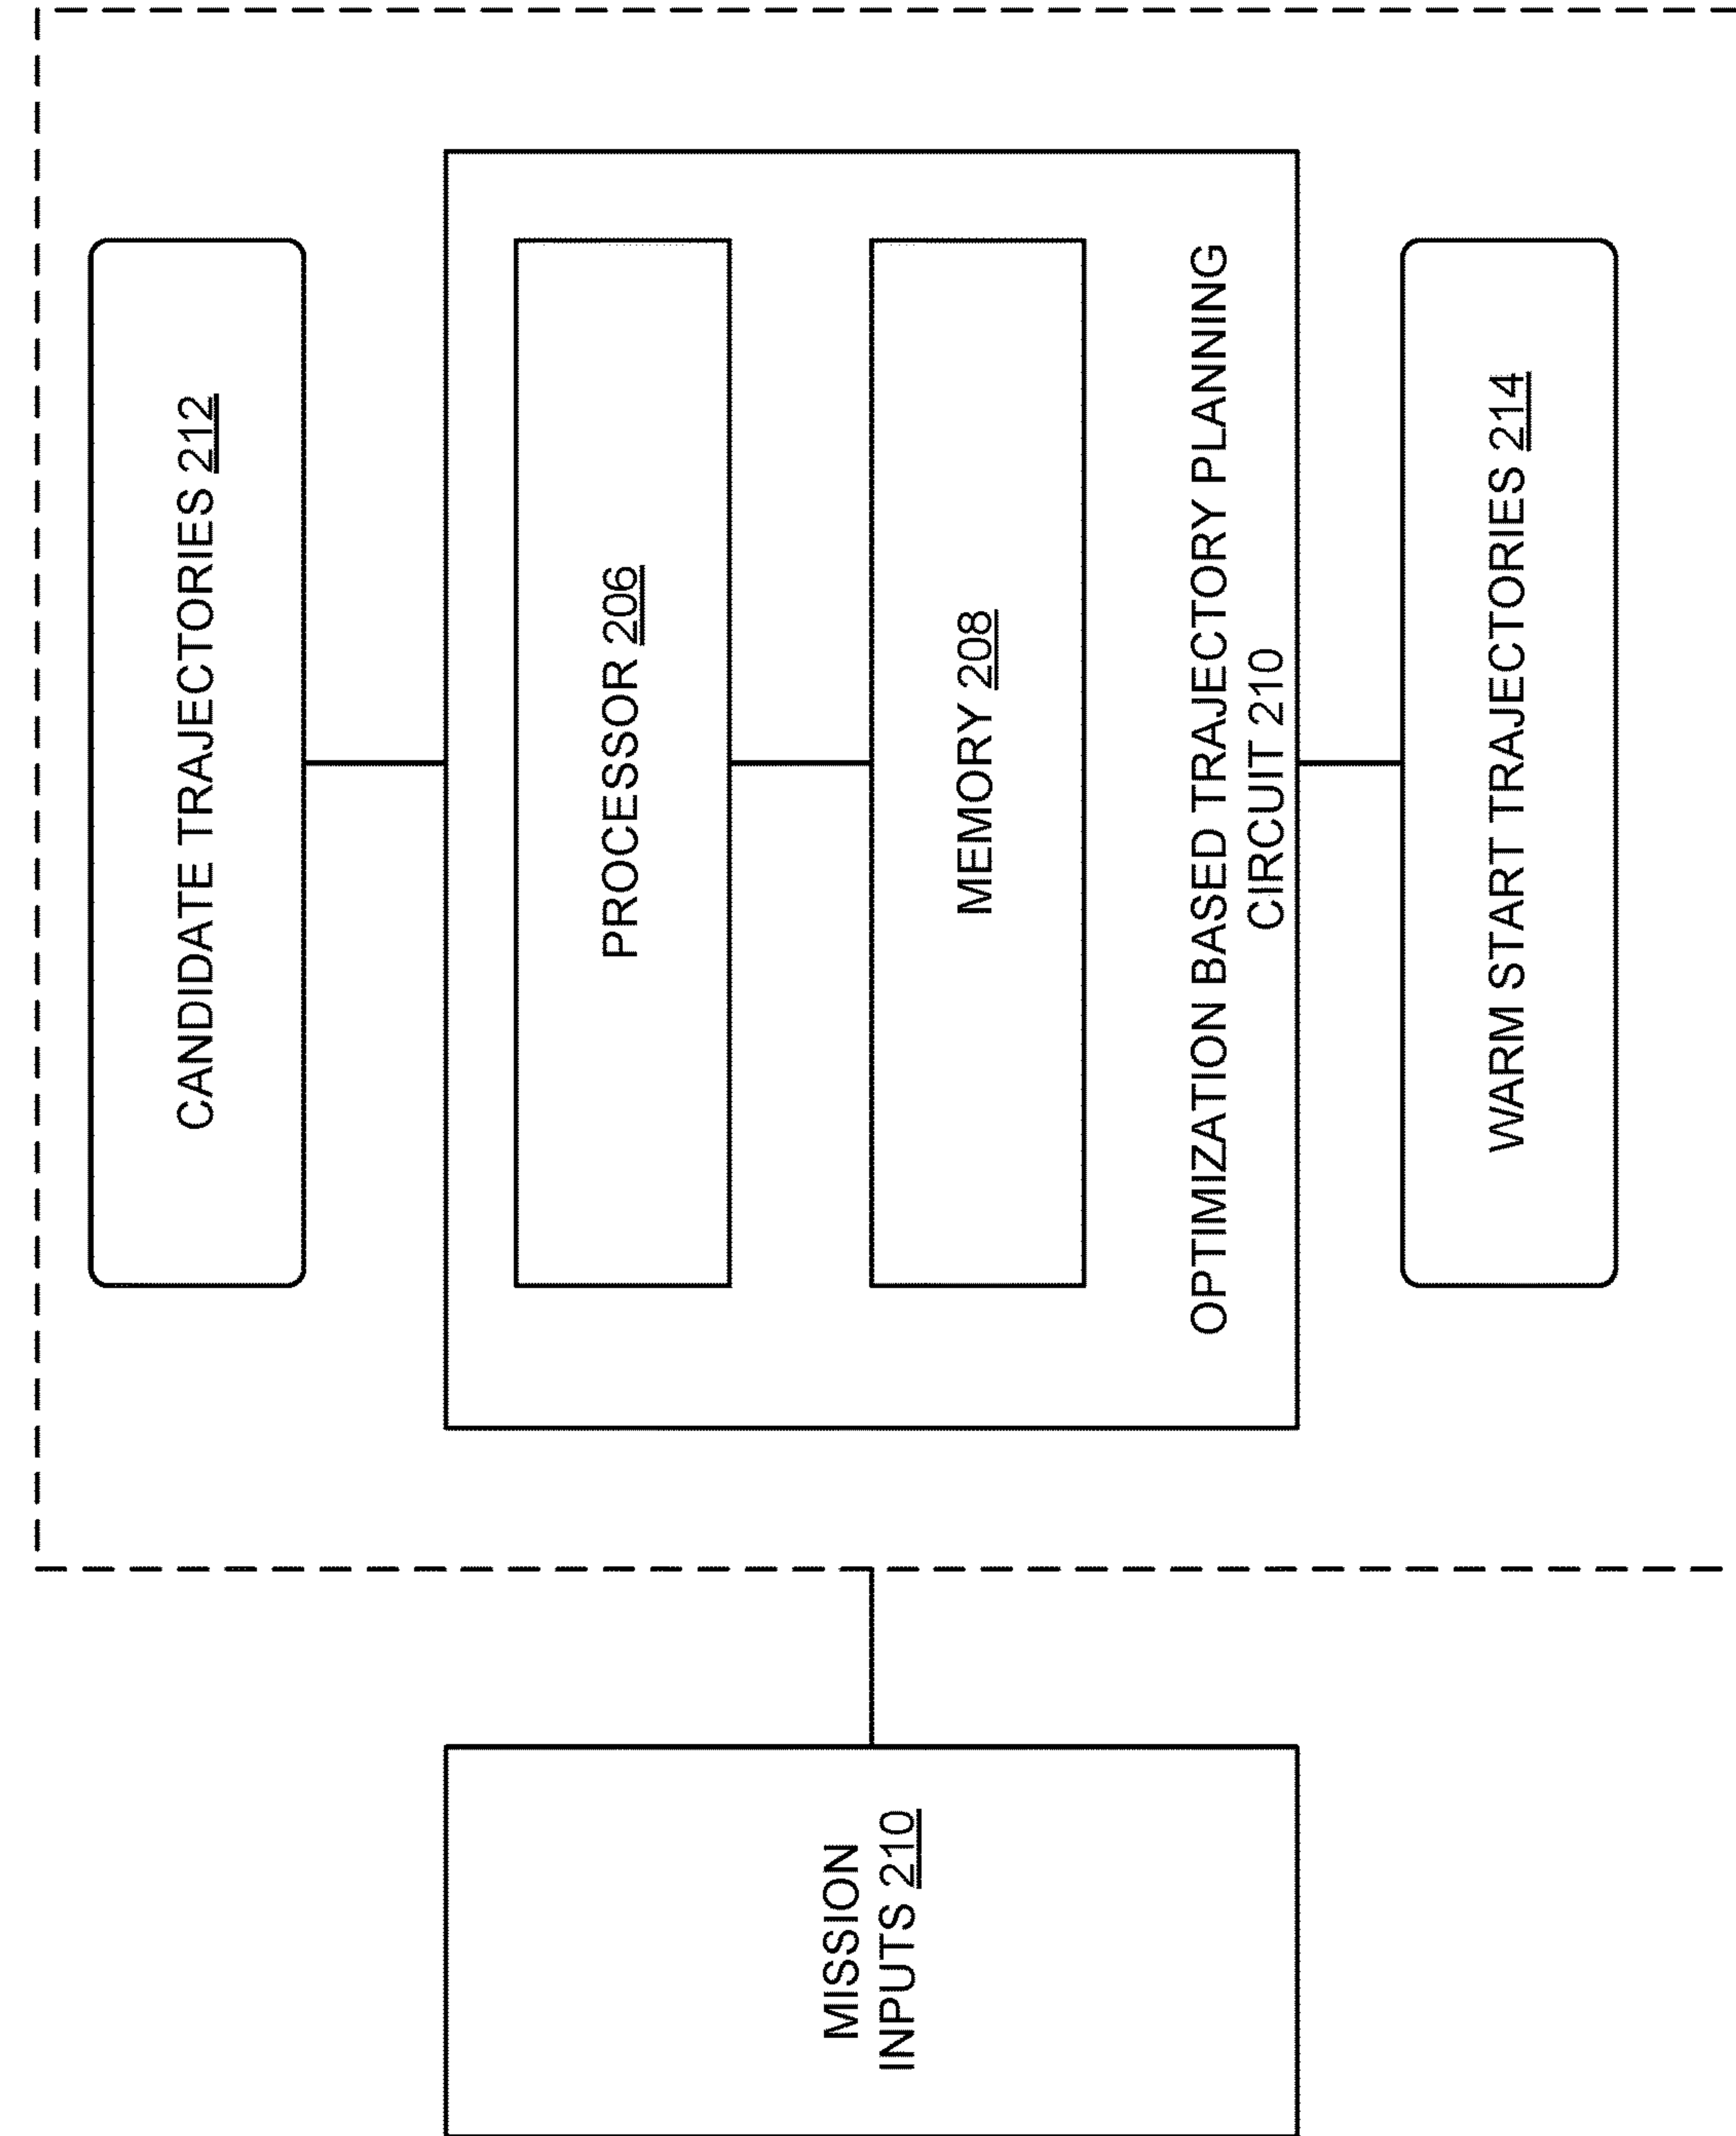 MISSION
INPUTS 210
CANDIDATE TRAJECTORIES 212
PROCESSOR 206
MEMORY 208
OPTIMIZATION BASED TRAJECTORY PLANNING
CIRCUIT 210
WARM START TRAJECTORIES 214